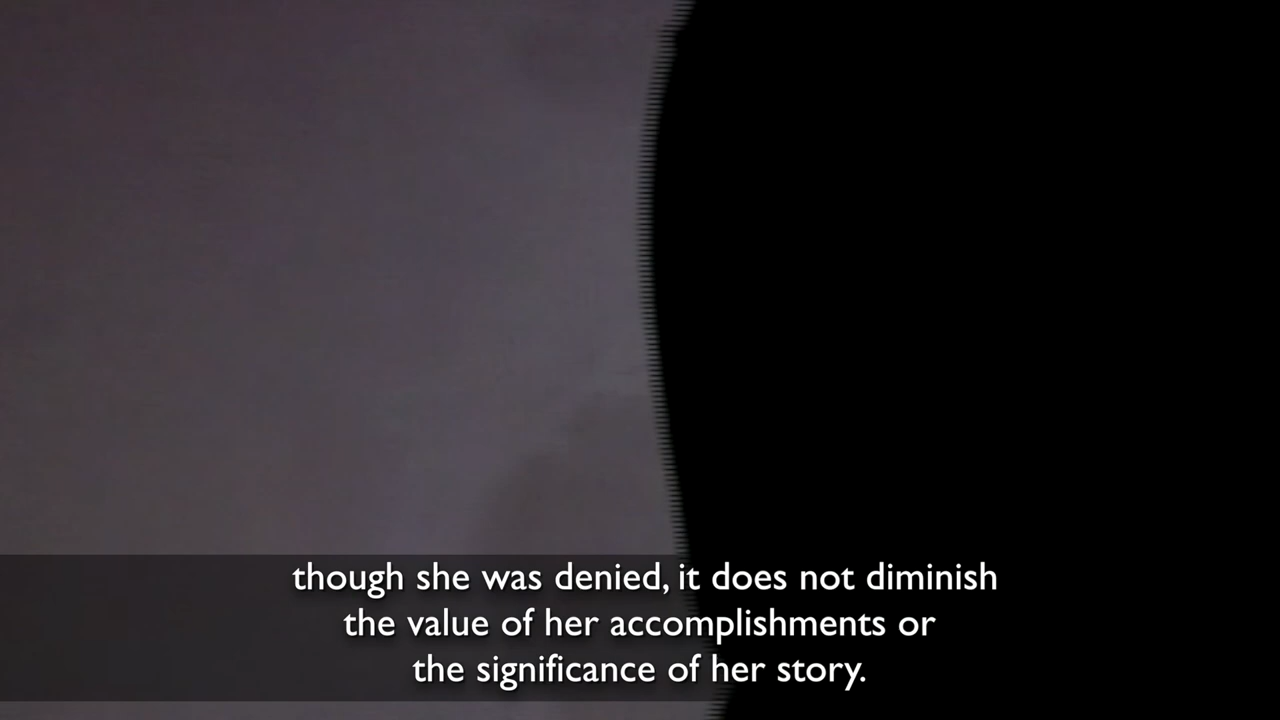 though she was denied, it does not diminish
the value of her accomplishments or
the significance of her story.